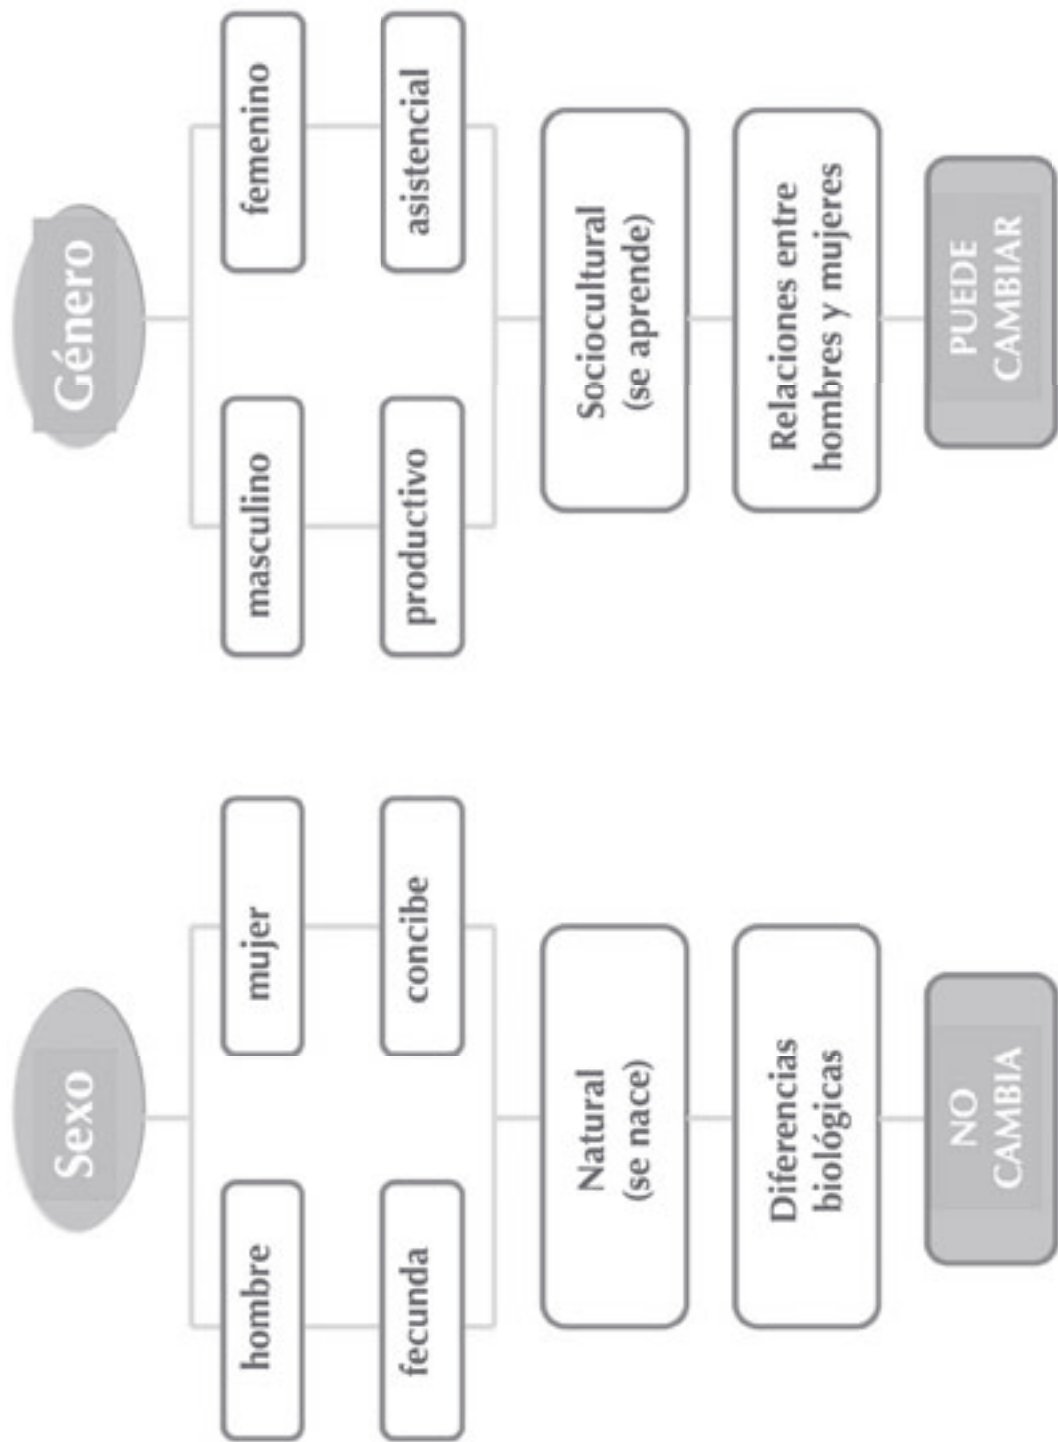 Sexo
hombre
mujer
fecunda
concibe
Natural
(se nace)
Diferencias
biológicas
NO
CAMBIA
Género
masculino
femenino
productivo
asistencial
Sociocultural
(se aprende)
Relaciones entre
hombres y mujeres
PUEDE
CAMBIAR